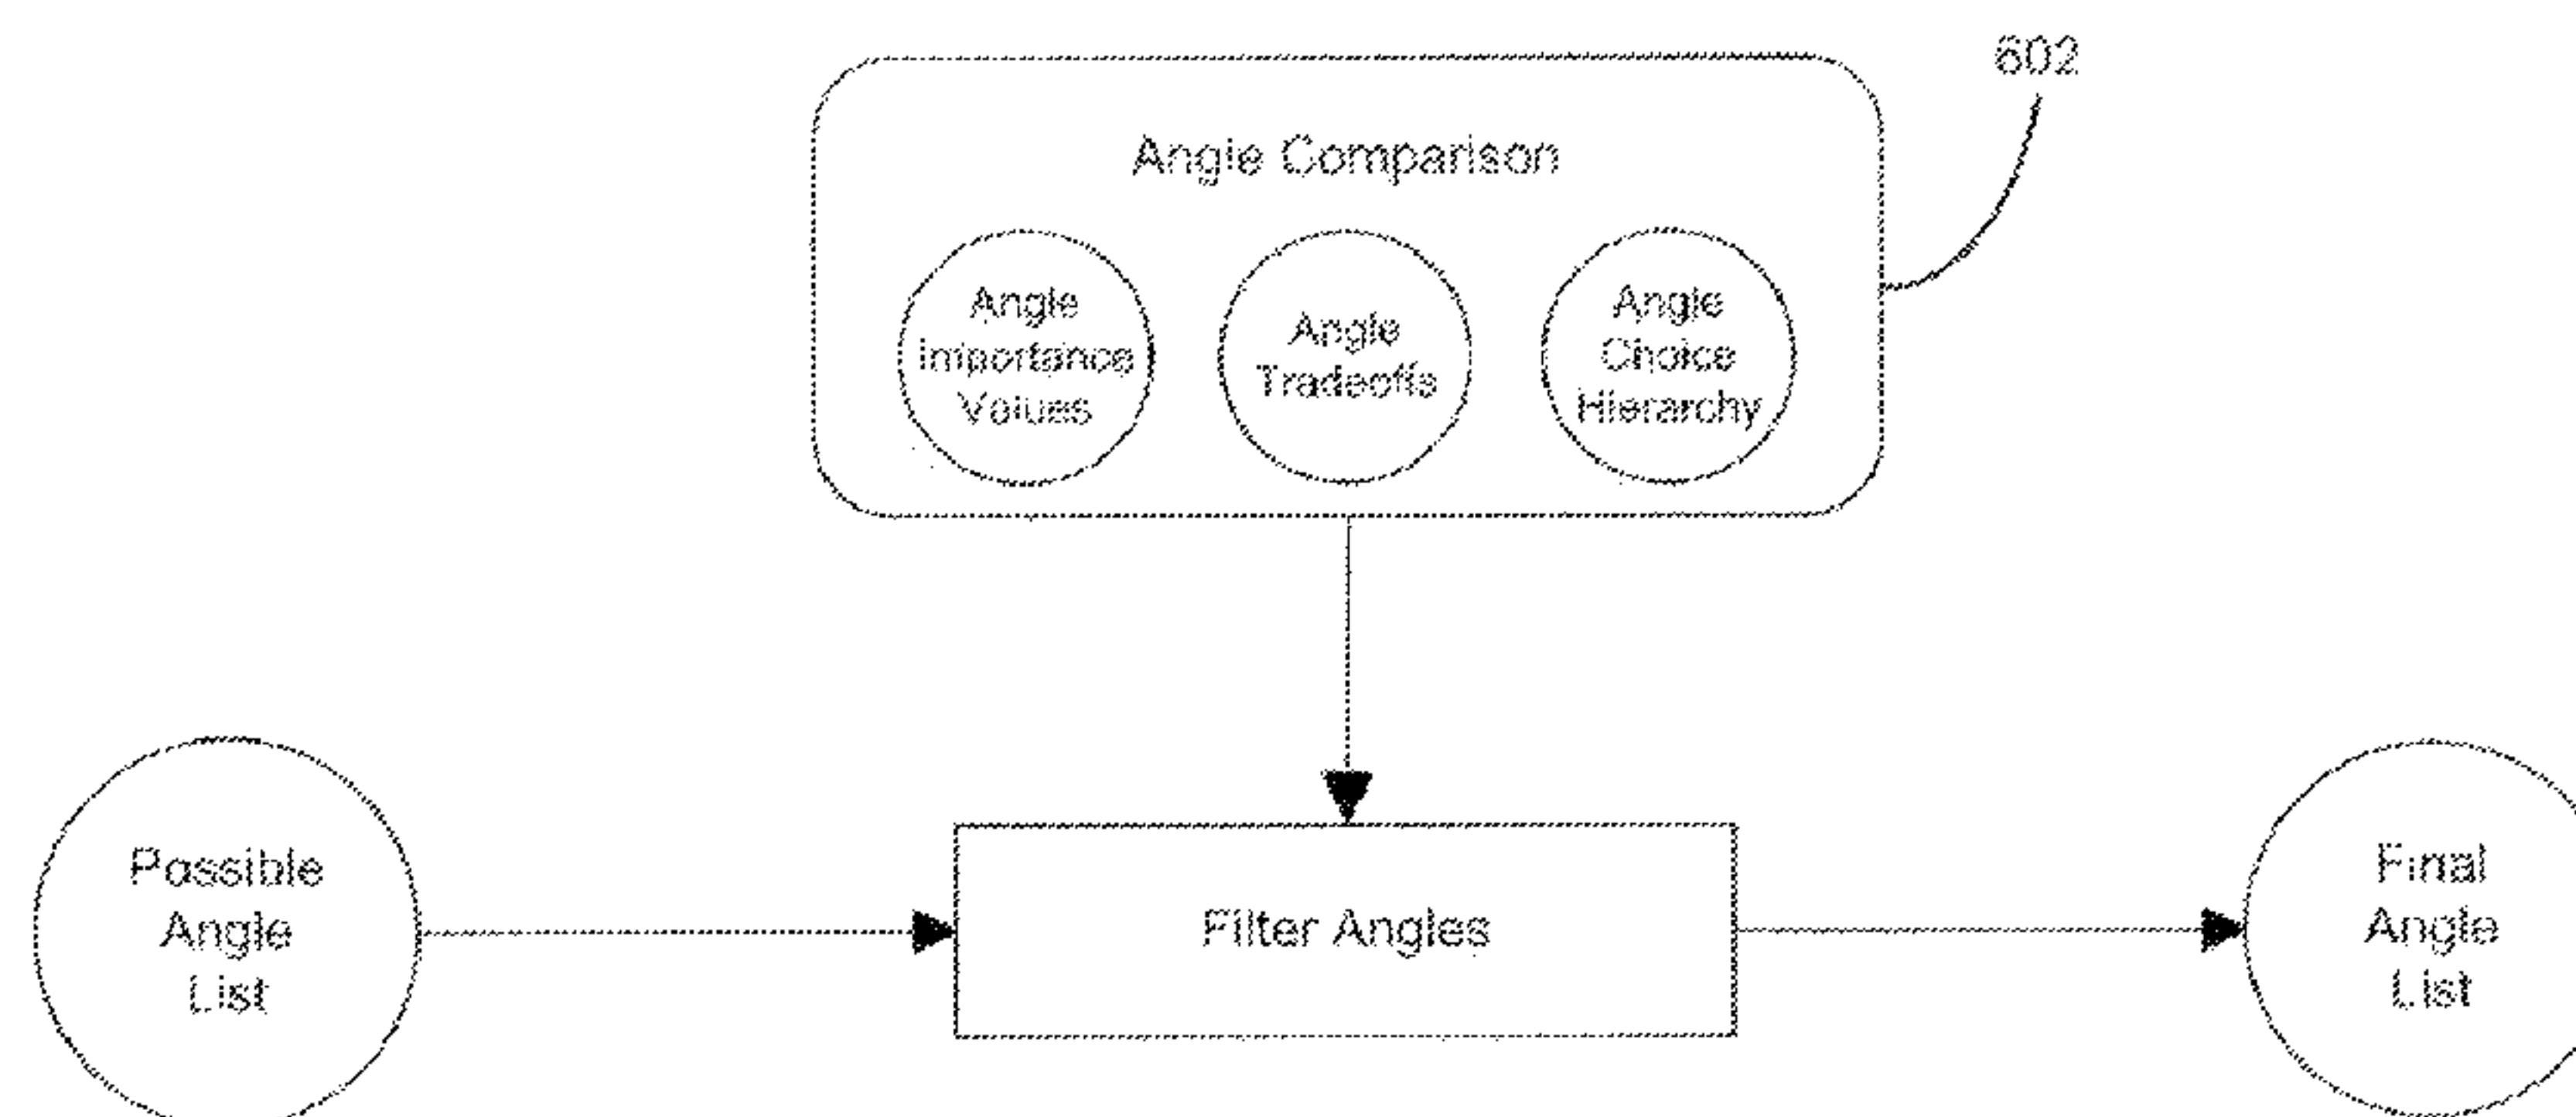 602
Angle Comparison
Angle
Importance
Values
Angle
Tradeoffs
Angle
Choice
Hierarchy
Possible
Angle
List
Filter Angles
Final
Angle
List